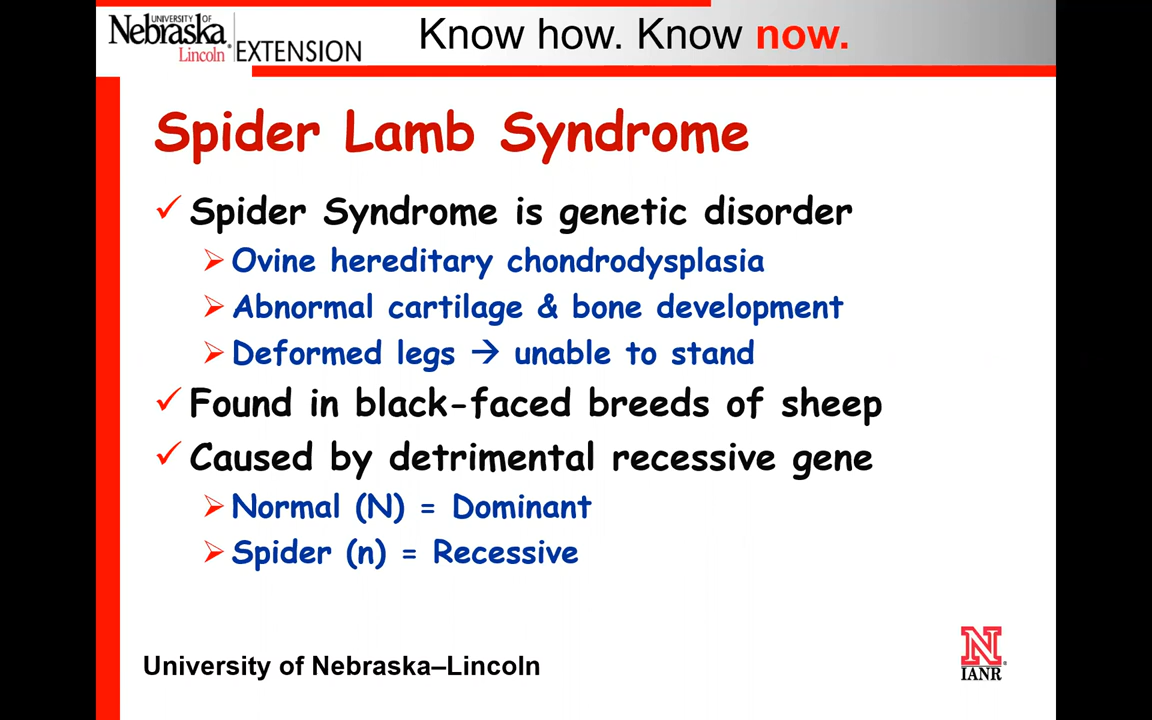 UNIVERSITY OF
Nebraska
Lincoln
EXTENSION
Know how. Know now.
Spider Lamb Syndrome
Spider Syndrome is genetic disorder
Ovine hereditary chondrodysplasia
Abnormal cartilage & bone development
Deformed legs → unable to stand
Found in black-faced breeds of sheep
Caused by detrimental recessive gene
Normal (N) = Dominant
Spider (n) = Recessive
University of Nebraska–Lincoln
N
IANR